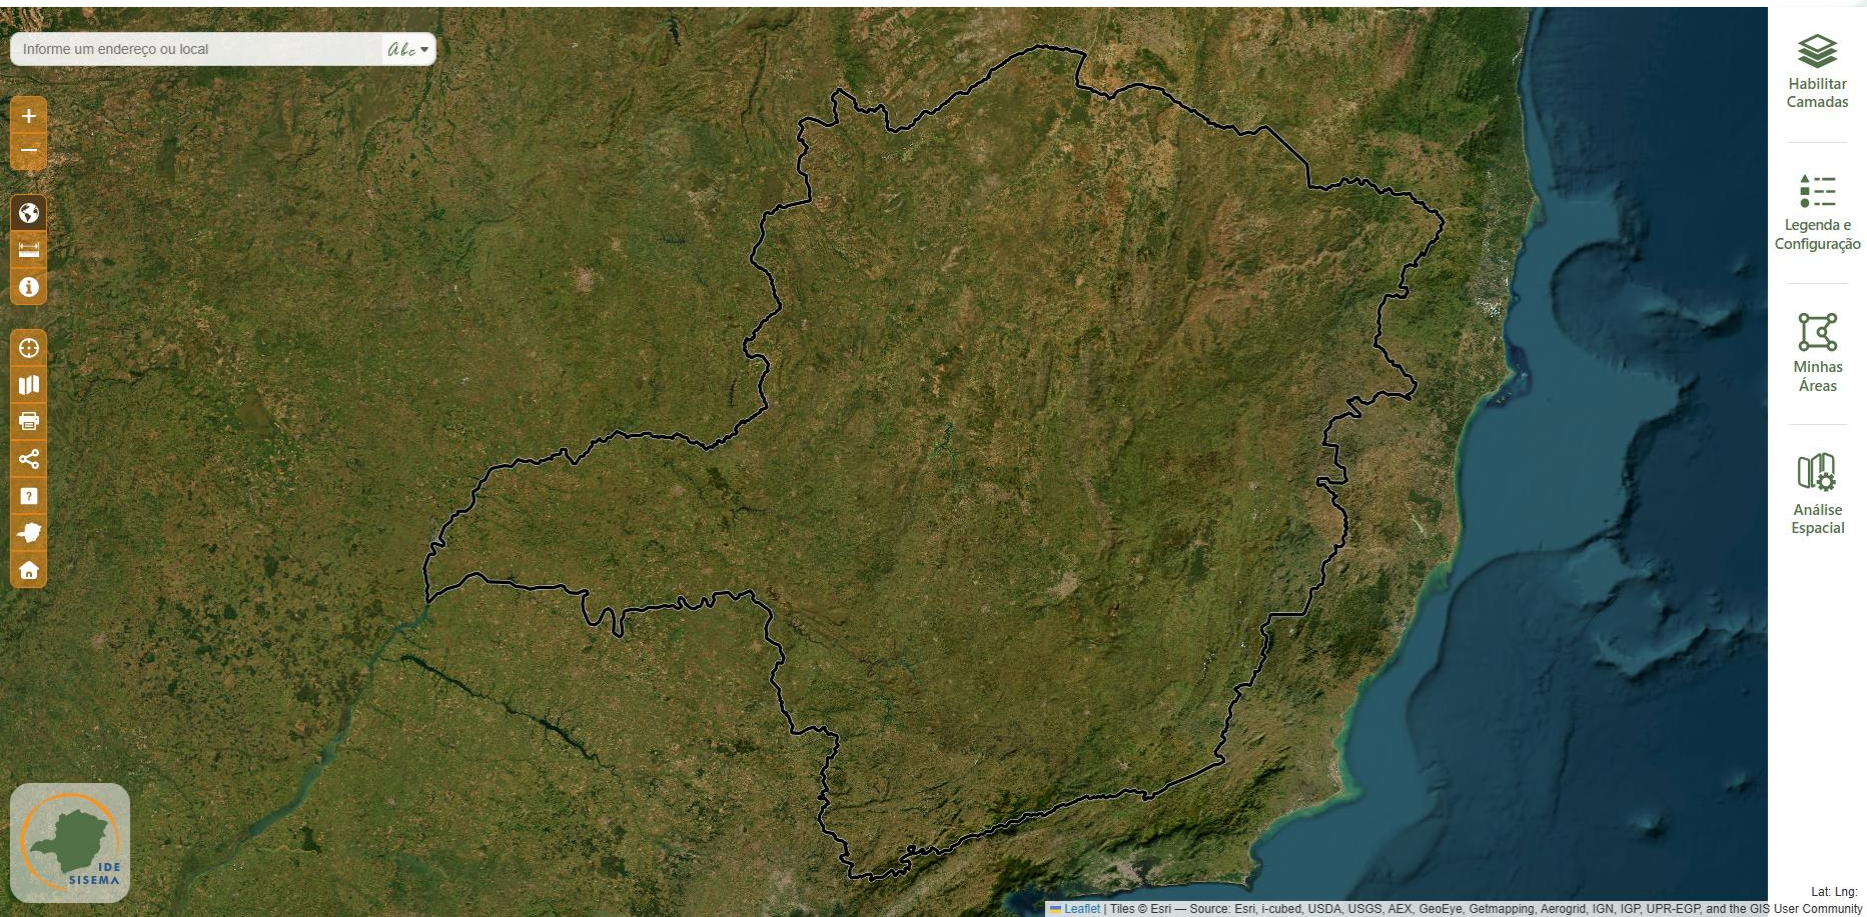 Informe um endereço ou local
Abc
Habilitar
Camadas
Legenda e
Configuração
Minhas
Áreas
Análise
Espacial
+
−
?
IDE
SISEMA
Lat: Lng:
Leaflet | Tiles © Esri — Source: Esri, i-cubed, USDA, USGS, AEX, GeoEye, Getmapping, Aerogrid, IGN, IGP, UPR-EGP, and the GIS User Community